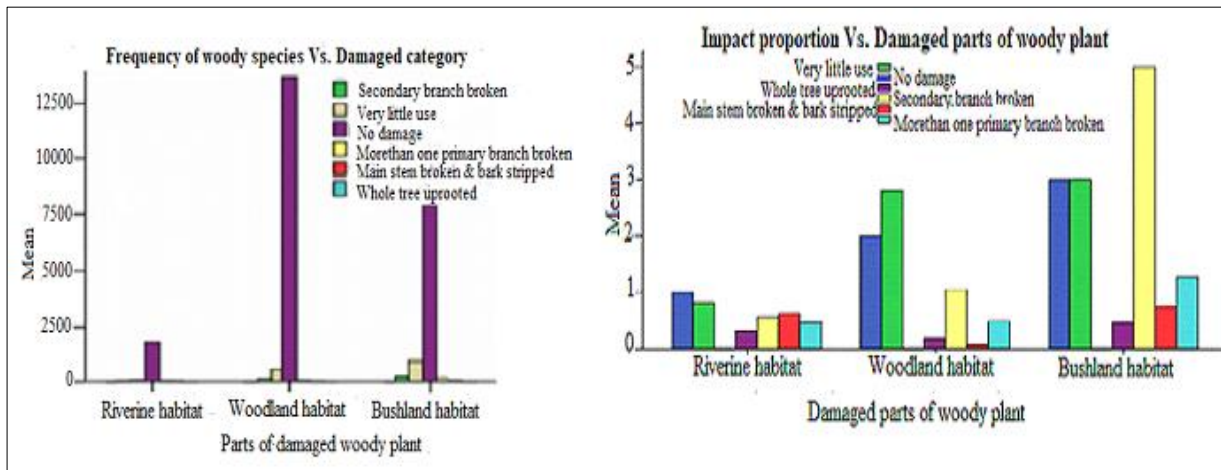 Frequency of woody species Vs. Damaged category
Secondary branch broken
Very little use
No damage
Morethan one primary branch broken
Main stem broken & bark stripped
Whole tree uprooted
Mean
12500
10000
7500
5000
2500
0
Riverine habitat Woodland habitat Bushland habitat
Parts of damaged woody plant
Impact proportion Vs. Damaged parts of woody plant
Very little use
No damage
Whole tree uprooted
Secondary branch broken
Main stem broken & bark stripped
Morethan one primary branch broken
Mean
5
4
3
2
1
0
Riverine habitat Woodland habitat Bushland habitat
Damaged parts of woody plant